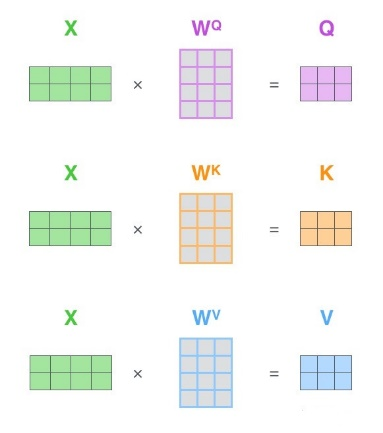 X W^Q Q
× =
X W^K K
× =
X W^V V
× =